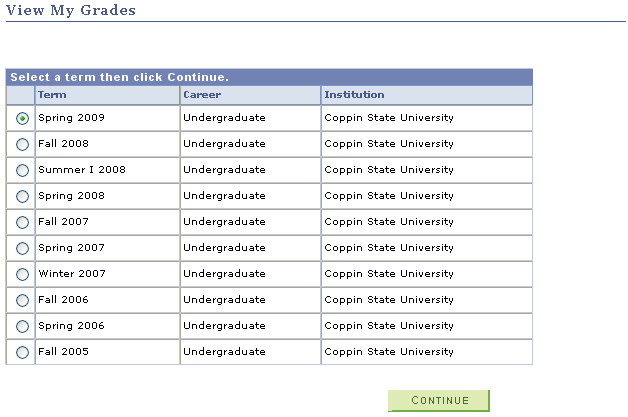 View My Grades
Select a term then click Continue.
Term Career Institution
Spring 2009 Undergraduate Coppin State University
Fall 2008 Undergraduate Coppin State University
Summer I 2008 Undergraduate Coppin State University
Spring 2008 Undergraduate Coppin State University
Fall 2007 Undergraduate Coppin State University
Spring 2007 Undergraduate Coppin State University
Winter 2007 Undergraduate Coppin State University
Fall 2006 Undergraduate Coppin State University
Spring 2006 Undergraduate Coppin State University
Fall 2005 Undergraduate Coppin State University
CONTINUE